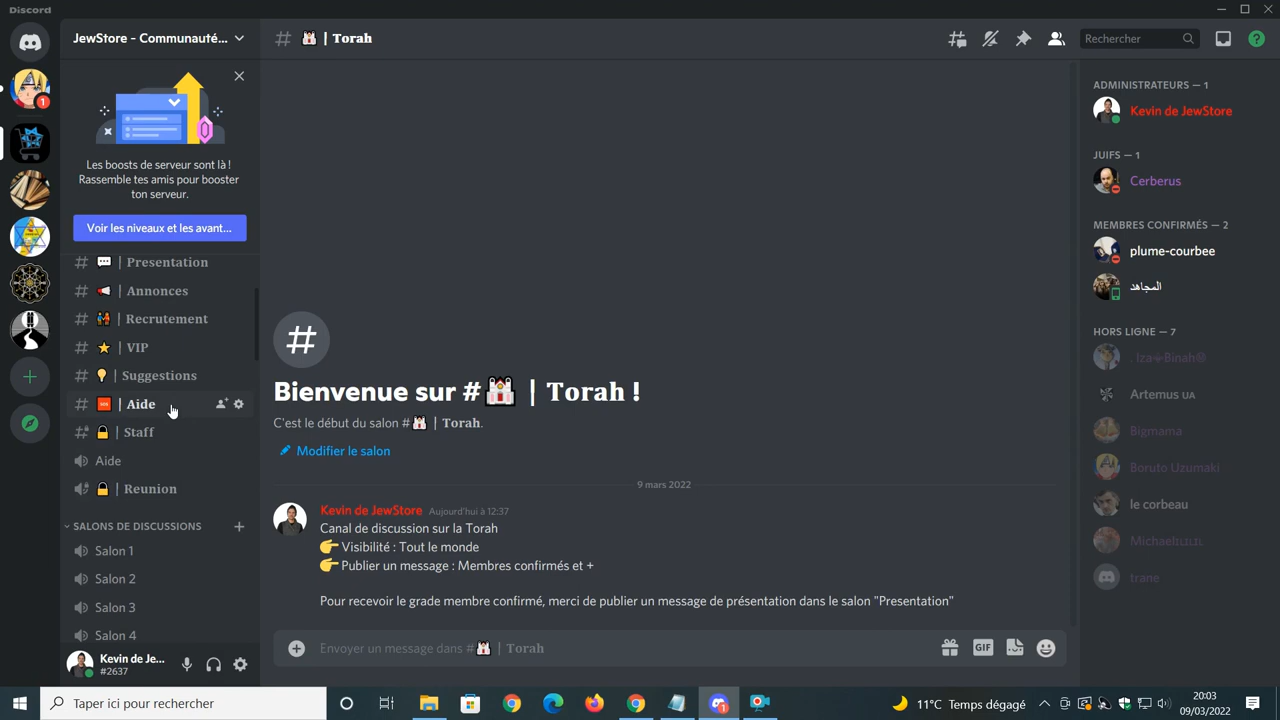 Discord
JewStore - Communauté...
# | Torah
Rechercher
Les boosts de serveur sont là !
Rassemble tes amis pour booster
ton serveur.
Voir les niveaux et les avant...
# | Presentation
# | Annonces
# | Recrutement
# | VIP
# | Suggestions
# | Aide
# | Staff
Aide
| Reunion
SALONS DE DISCUSSIONS
Salon 1
Salon 2
Salon 3
Salon 4
Kevin de Je...
#2637
Bienvenue sur # | Torah !
C'est le début du salon # | Torah.
Modifier le salon
9 mars 2022
Kevin de JewStore Aujourd'hui à 12:37
Canal de discussion sur la Torah
👉 Visibilité : Tout le monde
👉 Publier un message : Membres confirmés et +
Pour recevoir le grade membre confirmé, merci de publier un message de présentation dans le salon "Presentation"
Envoyer un message dans # | Torah
GIF
ADMINISTRATEURS — 1
Kevin de JewStore
JUIFS — 1
Cerberus
MEMBRES CONFIRMÉS — 2
plume-courbee
المجاهد
HORS LIGNE — 7
. Iza Binah®
Artemus UA
Bigmama
Boruto Uzumaki
le corbeau
trane
Taper ici pour rechercher
11°C Temps dégagé
20:03
09/03/2022